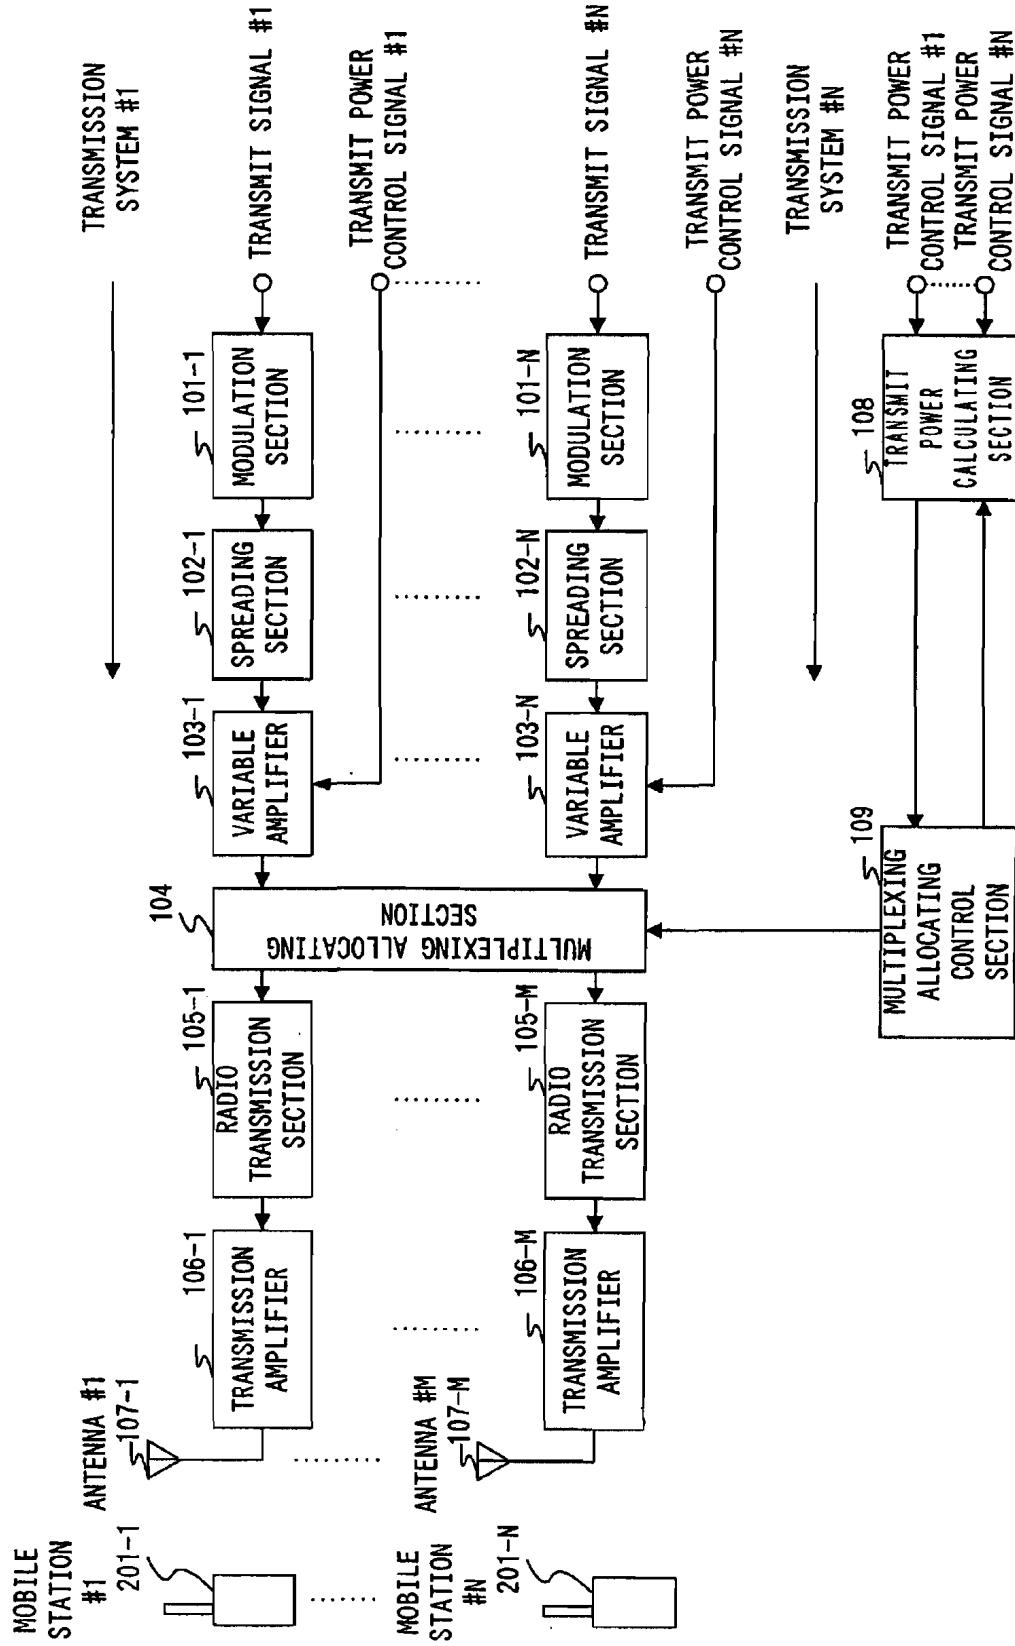 MOBILE
STATION
#1
201-1
MOBILE
STATION
#N
201-N
ANTENNA #1
107-1
ANTENNA #M
107-M
106-1
TRANSMISSION
AMPLIFIER
106-M
TRANSMISSION
AMPLIFIER
105-1
RADIO
TRANSMISSION
SECTION
105-M
RADIO
TRANSMISSION
SECTION
104
MULTIPLEXING ALLOCATING
SECTION
103-1
VARIABLE
AMPLIFIER
103-N
VARIABLE
AMPLIFIER
109
MULTIPLEXING
ALLOCATING
CONTROL
SECTION
102-1
SPREADING
SECTION
102-N
SPREADING
SECTION
101-1
MODULATION
SECTION
101-N
MODULATION
SECTION
108
TRANSMIT
POWER
CALCULATING
SECTION
TRANSMISSION
SYSTEM #1
TRANSMIT SIGNAL #1
TRANSMIT POWER
CONTROL SIGNAL #1
TRANSMIT SIGNAL #N
TRANSMIT POWER
CONTROL SIGNAL #N
TRANSMISSION
SYSTEM #N
TRANSMIT POWER
CONTROL SIGNAL #1
TRANSMIT POWER
CONTROL SIGNAL #N